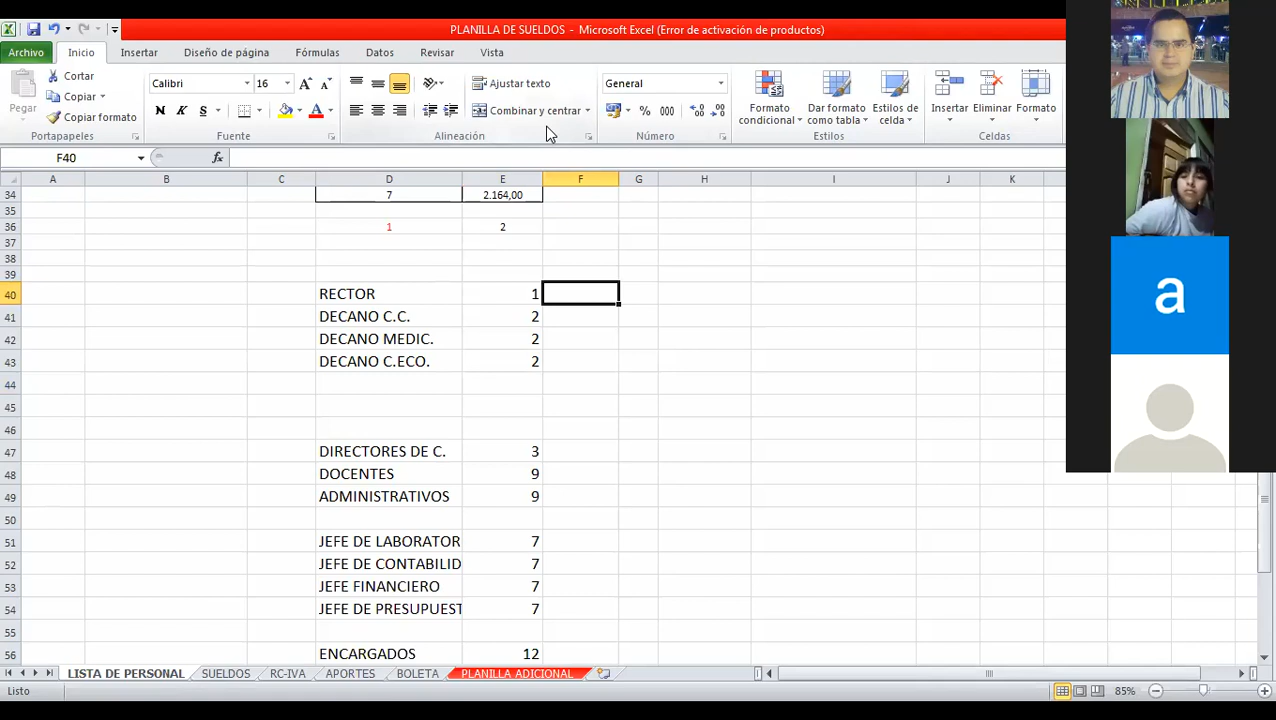 PLANILLA DE SUELDOS - Microsoft Excel (Error de activación de productos)
Archivo Inicio Insertar Diseño de página Fórmulas Datos Revisar Vista
Pegar
Cortar
Copiar
Copiar formato
Portapapeles
Calibri 16
N K S
Fuente
Ajustar texto
Combinar y centrar
Alineación
General
% 000
Número
Formato condicional
Dar formato como tabla
Estilos de celda
Estilos
Insertar Eliminar Formato
Celdas
F40 fx
A B C D E F G H I J K
34 7 2.164,00
35
36 1 2
37
38
39
40 RECTOR 1
41 DECANO C.C. 2
42 DECANO MEDIC. 2
43 DECANO C.ECO. 2
44
45
46
47 DIRECTORES DE C. 3
48 DOCENTES 9
49 ADMINISTRATIVOS 9
50
51 JEFE DE LABORATOR 7
52 JEFE DE CONTABILID 7
53 JEFE FINANCIERO 7
54 JEFE DE PRESUPUEST 7
55
56 ENCARGADOS 12
LISTA DE PERSONAL SUELDOS RC-IVA APORTES BOLETA PLANILLA ADICIONAL
Listo 85%
a